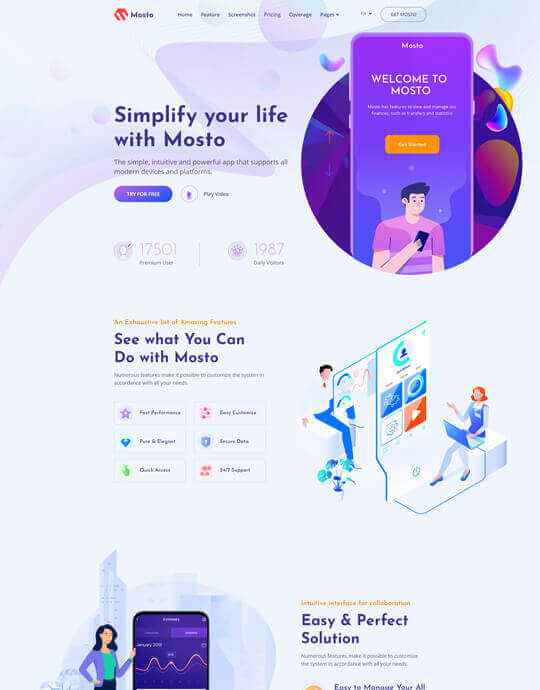 Mosto
Home Feature Screenshot Pricing Coverage Pages
GET MOSTO
Mosto
WELCOME TO
MOSTO
Mosto has features to view and manage
finances, such as transfers and statistics
Get Started
Simplify your life
with Mosto
The simple, intuitive and powerful app that supports all
modern devices and platforms.
TRY FOR FREE Play Video
17501 1987
Premium User Daily Visitors
An Exhaustive list of Amazing Features
See what You Can
Do with Mosto
Numerous features make it possible to customize the system in
accordance with all your needs.
Fast Performance Easy Customize
Pure & Elegant Secure Data
Quick Access 24/7 Support
January 2019
Intuitive interface for collaboration
Easy & Perfect
Solution
Numerous features make it possible to customize
the system in accordance with all your needs.
Easy to Manage Your All